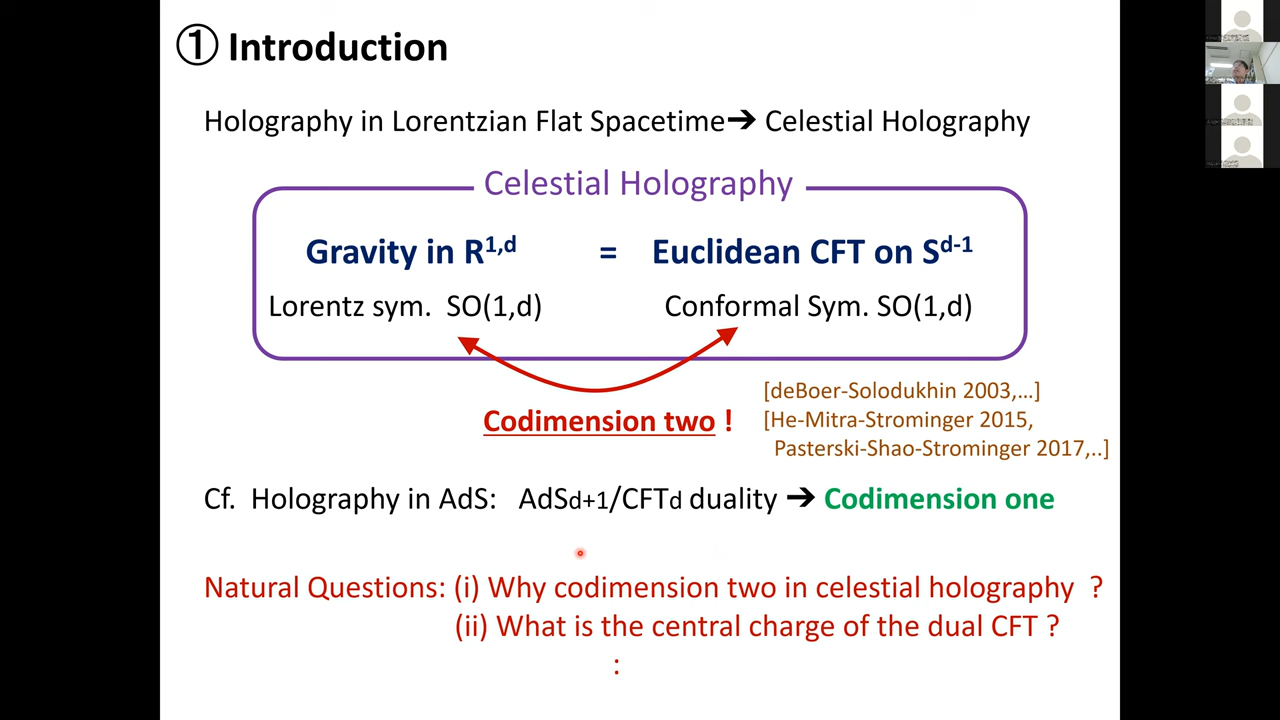 ① Introduction
Holography in Lorentzian Flat Spacetime➔ Celestial Holography
Celestial Holography
Gravity in R^1,d = Euclidean CFT on S^d-1
Lorentz sym. SO(1,d) Conformal Sym. SO(1,d)
[deBoer-Solodukhin 2003,…]
Codimension two ! [He-Mitra-Strominger 2015,
Pasterski-Shao-Strominger 2017,..]
Cf. Holography in AdS: AdSd+1/CFTd duality ➔ Codimension one
Natural Questions: (i) Why codimension two in celestial holography ?
(ii) What is the central charge of the dual CFT ?
: